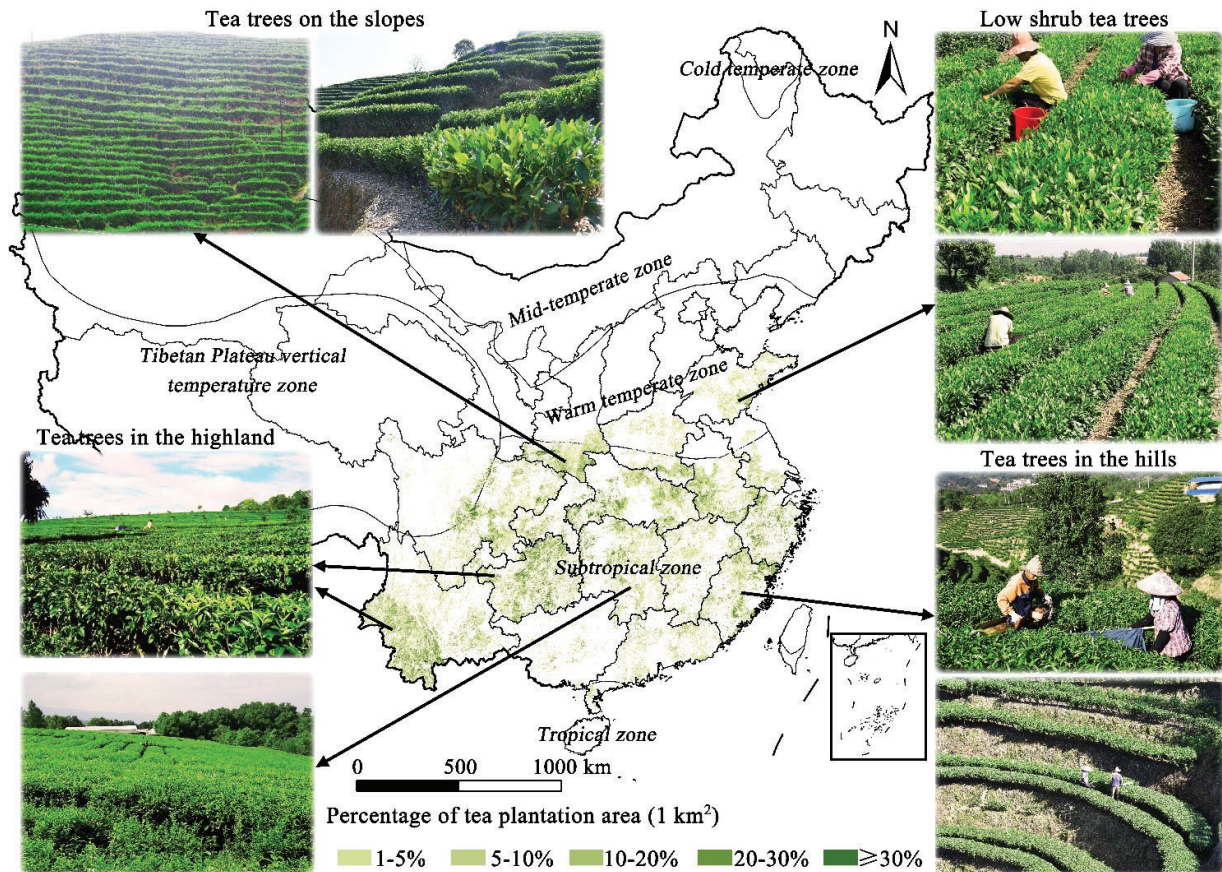 Tea trees on the slopes
Low shrub tea trees
N
Cold temperate zone
Mid-temperate zone
Tibetan Plateau vertical
temperature zone
Warm temperate zone
Tea trees in the highland
Tea trees in the hills
Subtropical zone
Tropical zone
0 500 1000 km
Percentage of tea plantation area (1 km²)
1-5% 5-10% 10-20% 20-30% ⩾30%